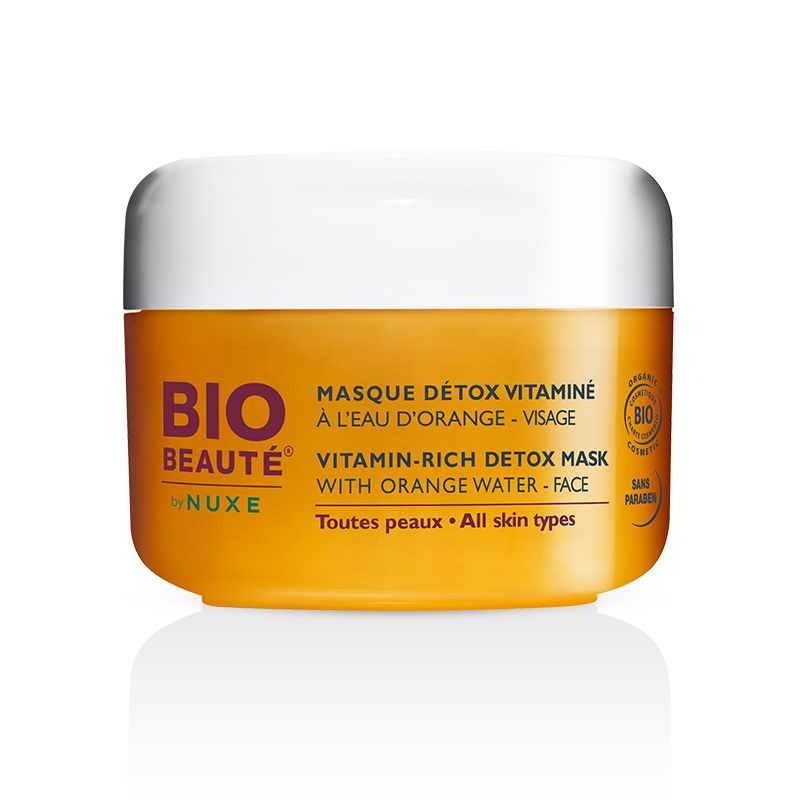 BIO
BEAUTÉ®
by NUXE
MASQUE DÉTOX VITAMINÉ
À L'EAU D'ORANGE - VISAGE
VITAMIN-RICH DETOX MASK
WITH ORANGE WATER - FACE
Toutes peaux • All skin types
ORGANIC
COSMETIQUE
BIO
COSMETIC
SANS
PARABEN